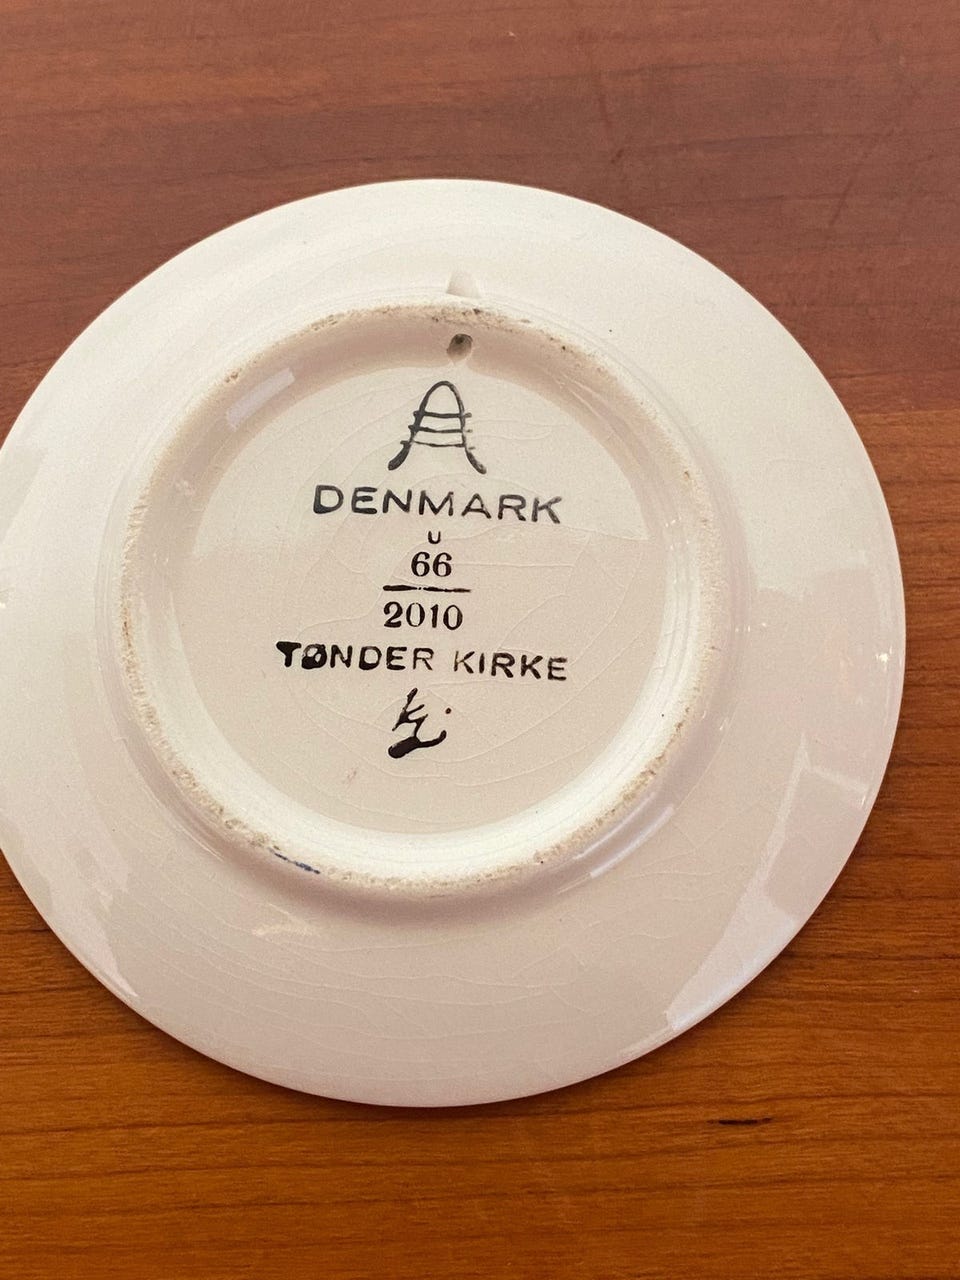 DENMARK
U
66
2010
TØNDER KIRKE